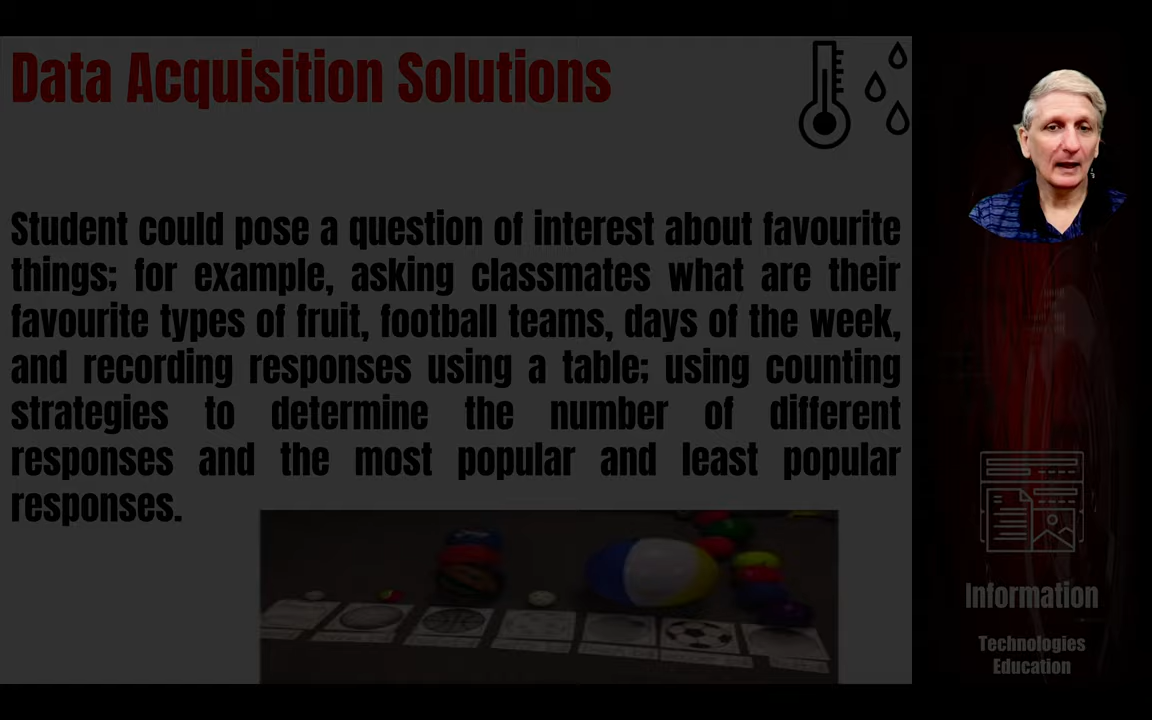 Data Acquisition Solutions
Student could pose a question of interest about favourite
things; for example, asking classmates what are their
favourite types of fruit, football teams, days of the week,
and recording responses using a table; using counting
strategies to determine the number of different
responses and the most popular and least popular
responses.
Information
Technologies
Education